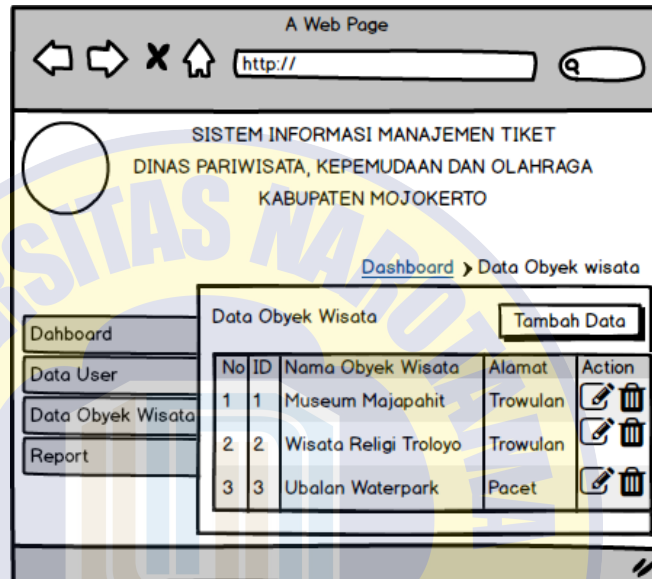 A Web Page
http://
SISTEM INFORMASI MANAJEMEN TIKET
DINAS PARIWISATA, KEPEMUDAAN DAN OLAHRAGA
KABUPATEN MOJOKERTO
Dashboard > Data Obyek wisata
Dahboard
Data User
Data Obyek Wisata
Report
Data Obyek Wisata Tambah Data
No ID Nama Obyek Wisata Alamat Action
1 1 Museum Majapahit Trowulan
2 2 Wisata Religi Troloyo Trowulan
3 3 Ubalan Waterpark Pacet